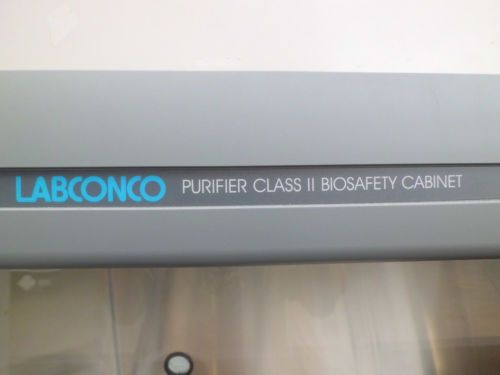 LABCONCO PURIFIER CLASS II BIOSAFETY CABINET